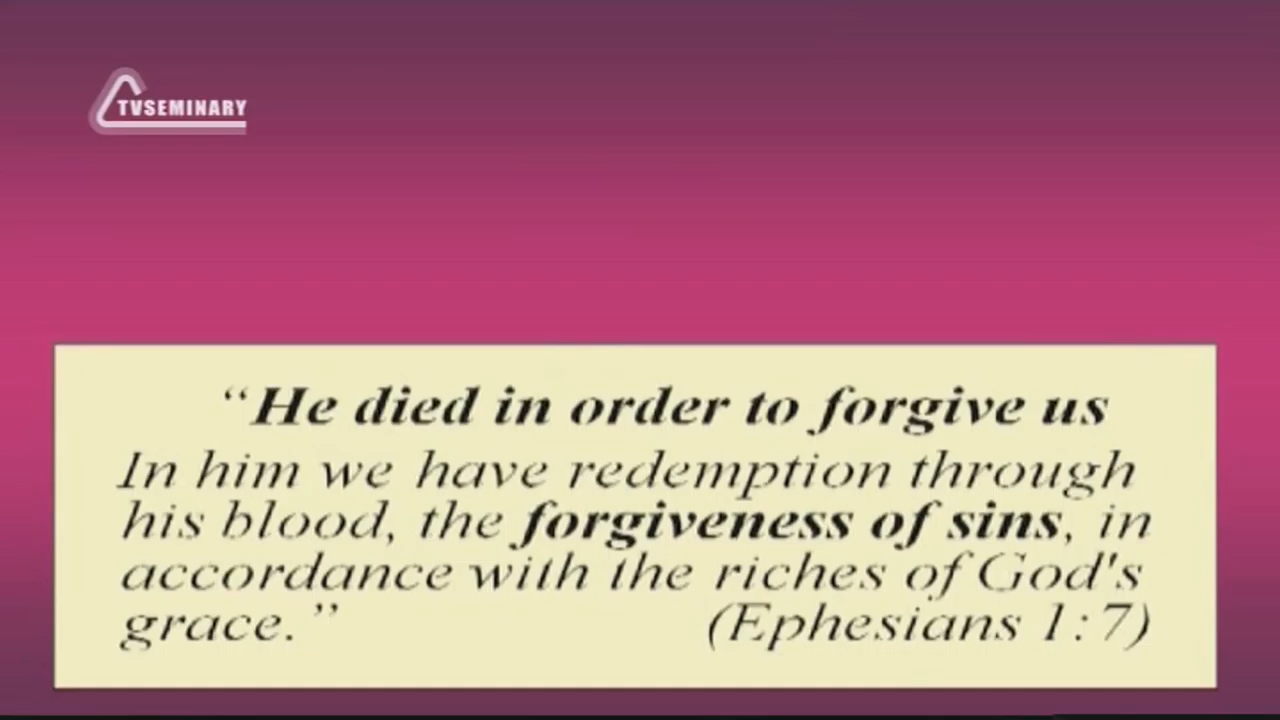 TVSEMINARY
“He died in order to forgive us
In him we have redemption through
his blood, the forgiveness of sins, in
accordance with the riches of God's
grace.” (Ephesians 1:7)